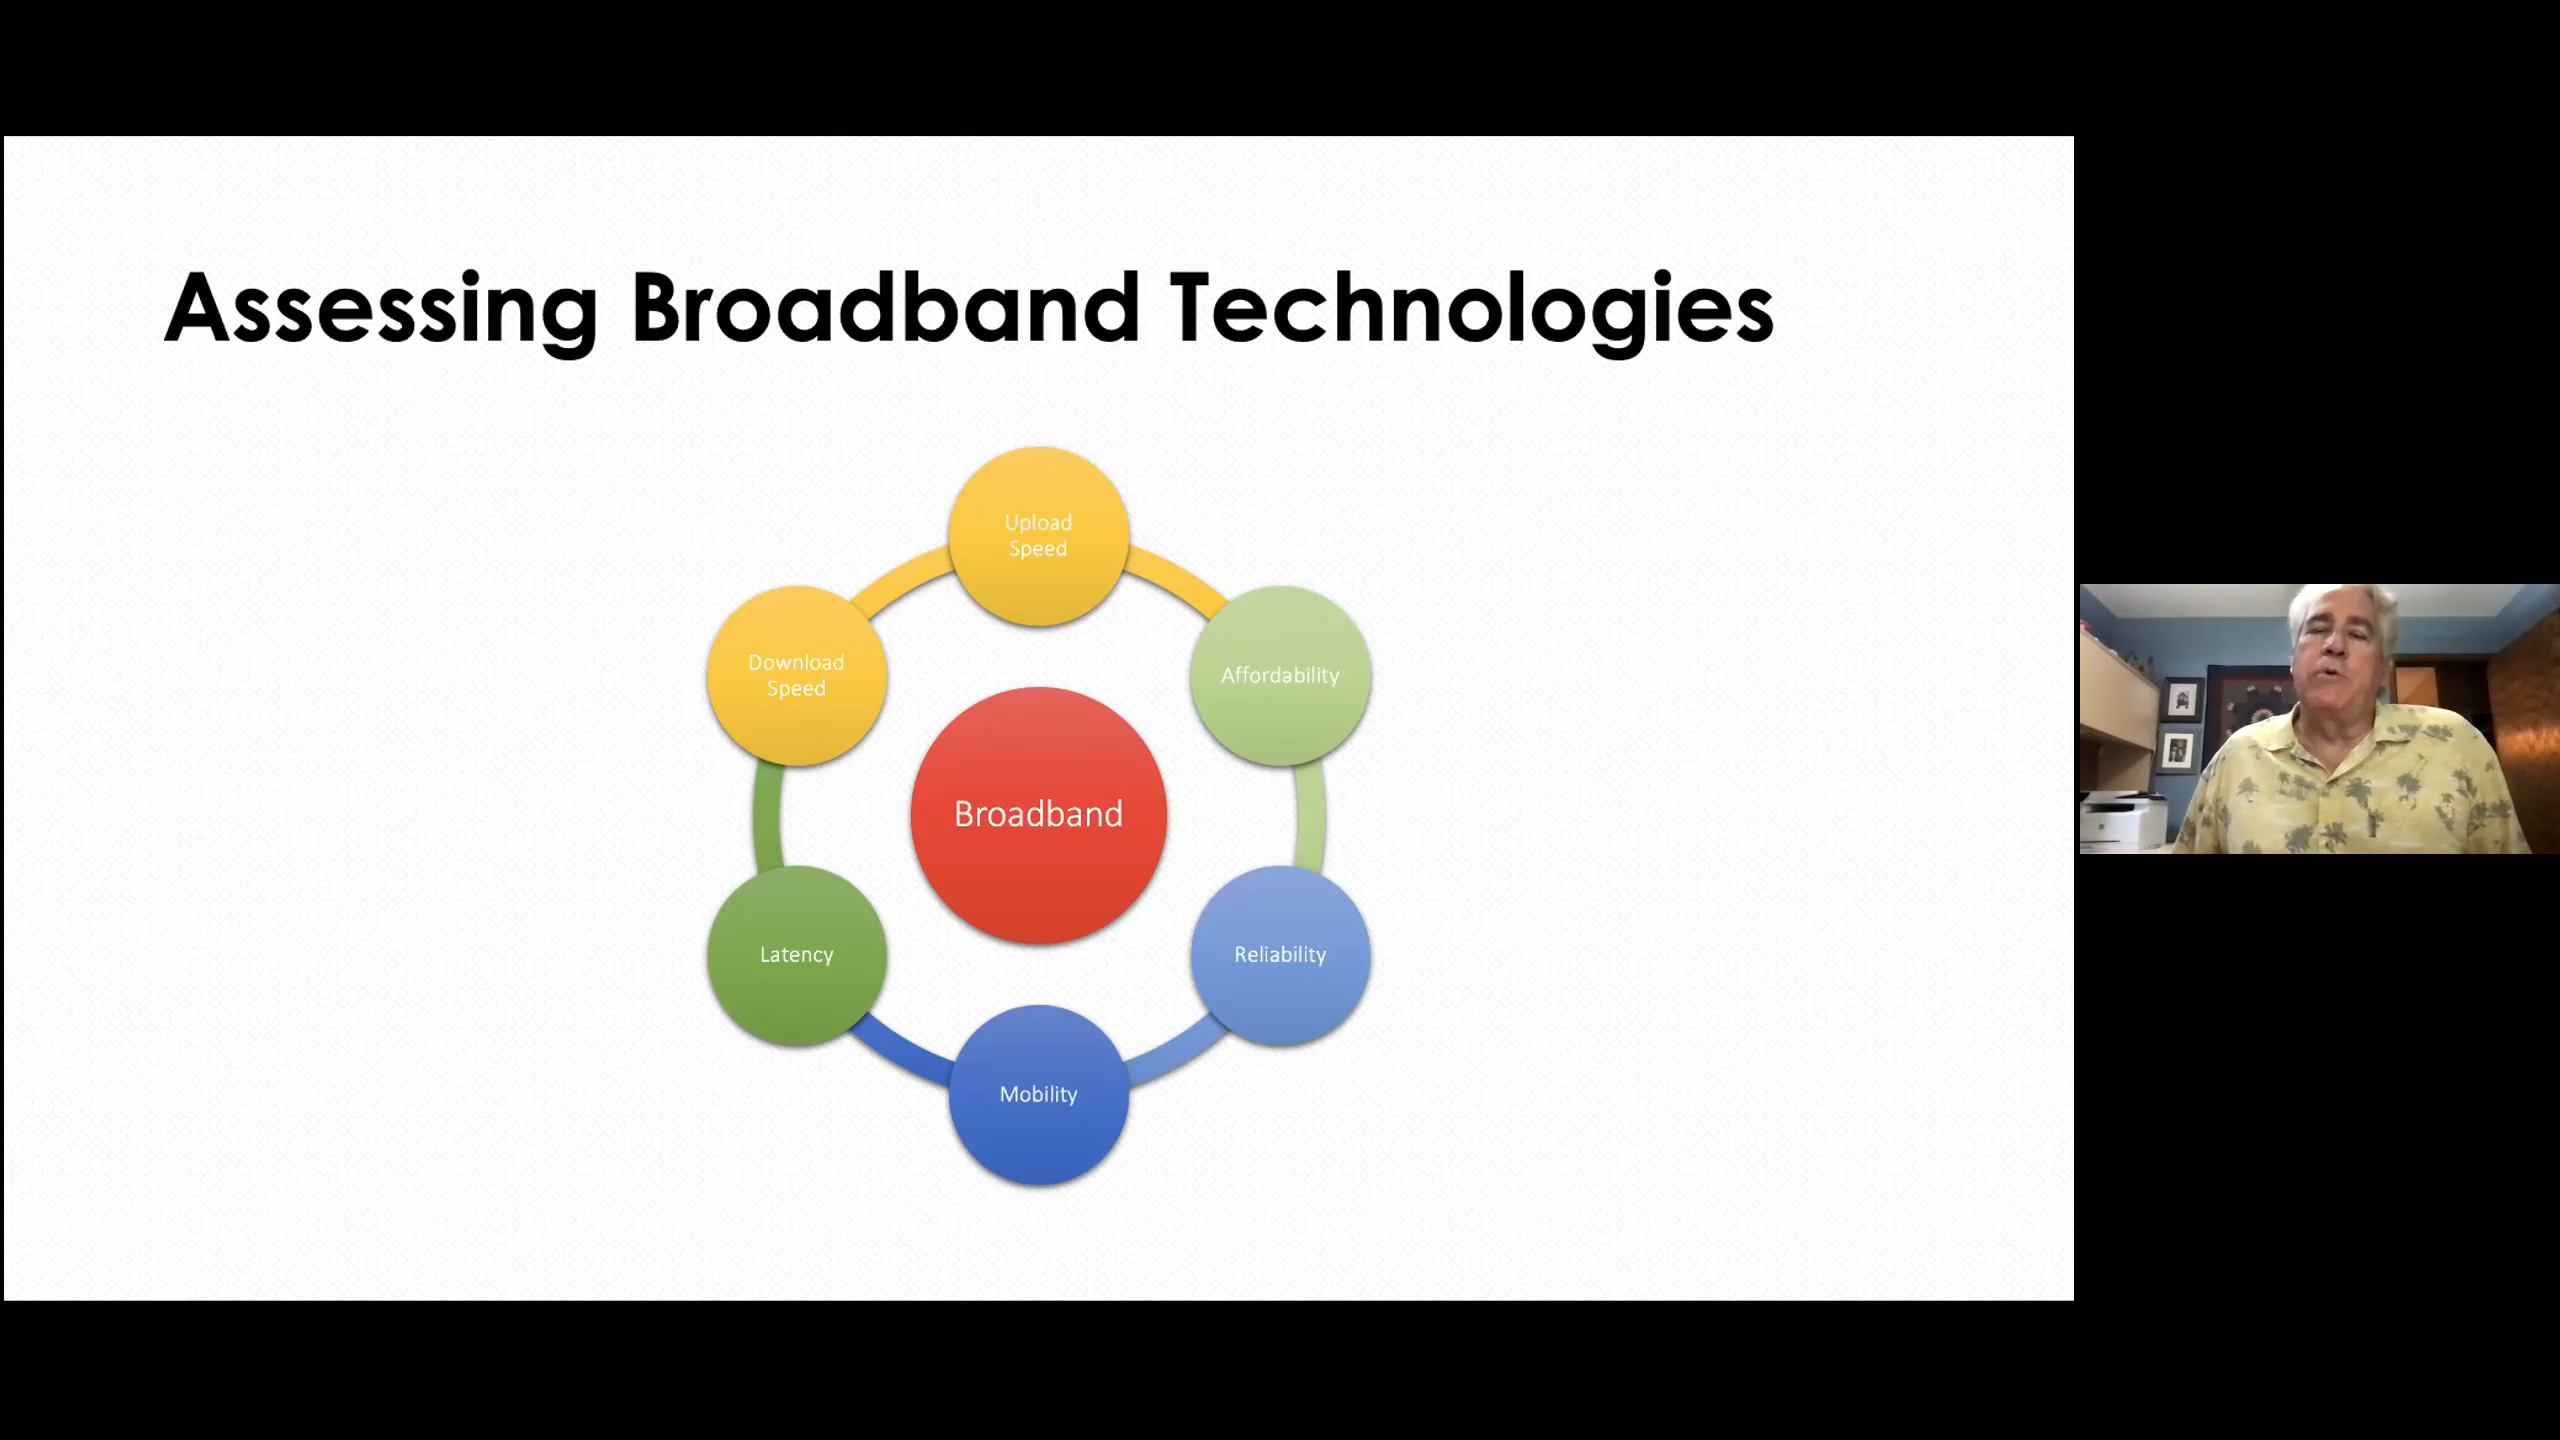 Assessing Broadband Technologies
Upload
Speed
Download
Speed
Affordability
Broadband
Latency
Reliability
Mobility